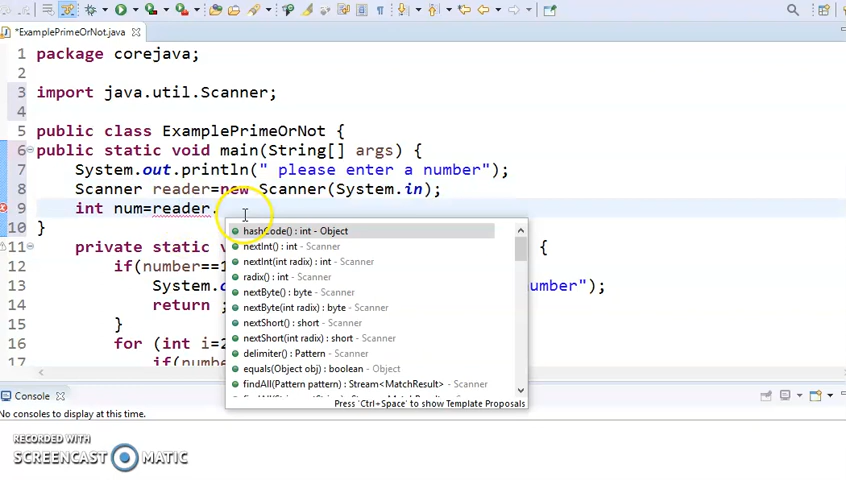 *ExamplePrimeOrNot.java
1 package corejava;
2
3 import java.util.Scanner;
4
5 public class ExamplePrimeOrNot {
6 public static void main(String[] args) {
7 System.out.println(" please enter a number");
8 Scanner reader=new Scanner(System.in);
9 int num=reader.
10 }
hashCode() : int - Object
11 private static v {
nextInt() : int - Scanner
12 if(number==1
nextInt(int radix) : int - Scanner
radix() : int - Scanner
13 System. umber");
nextByte() : byte - Scanner
14 return ;
nextByte(int radix) : byte - Scanner
15 }
nextShort() : short - Scanner
nextShort(int radix) : short - Scanner
16 for (int i=2
delimiter() : Pattern - Scanner
17 if(number
equals(Object obj) : boolean - Object
findAll(Pattern pattern) : Stream<MatchResult> - Scanner
Console
Press 'Ctrl+Space' to show Template Proposals
No consoles to display at this time.
RECORDED WITH
SCREENCAST MATIC